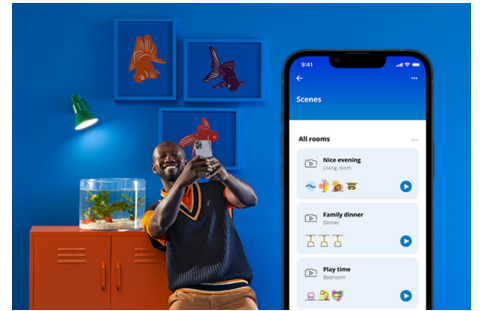 9:41
Scenes
All rooms
Nice evening
Living room
Family dinner
Dinner
Play time
Bedroom